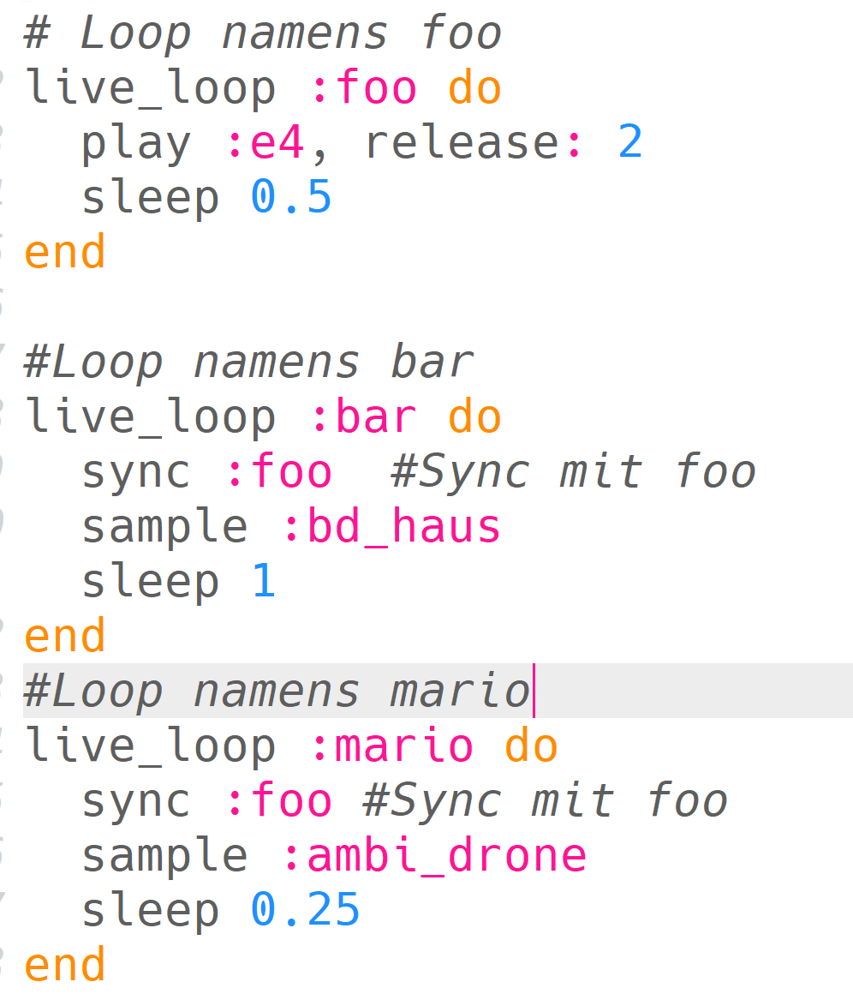 # Loop namens foo
live_loop :foo do
  play :e4, release: 2
  sleep 0.5
end

#Loop namens bar
live_loop :bar do
  sync :foo  #Sync mit foo
  sample :bd_haus
  sleep 1
end
#Loop namens mario
live_loop :mario do
  sync :foo #Sync mit foo
  sample :ambi_drone
  sleep 0.25
end